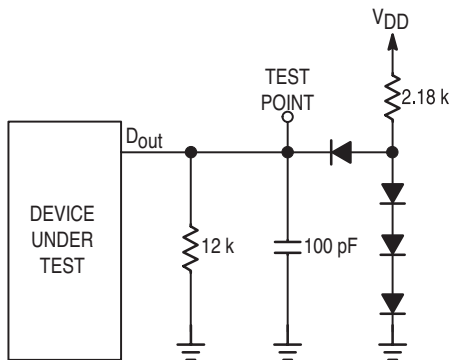 VDD
2.18 k
TEST
POINT
Dout
DEVICE
UNDER
TEST
12 k
100 pF